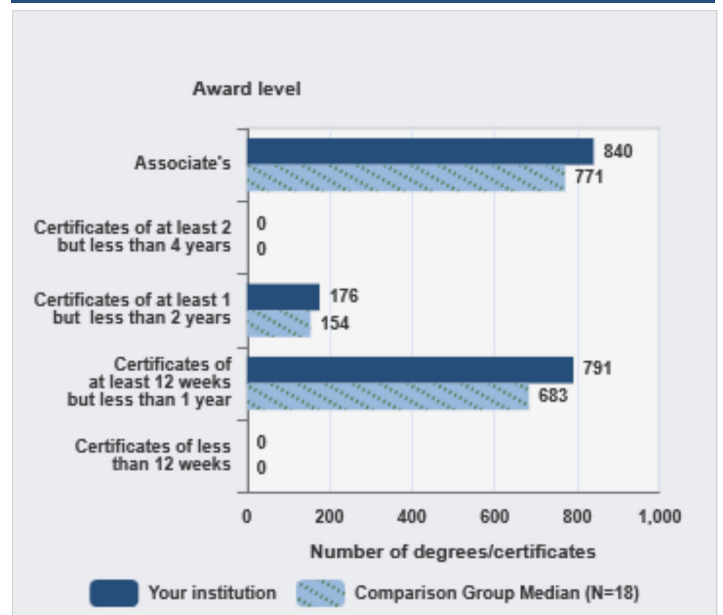 Award level
Associate's
840
771
Certificates of at least 2
but less than 4 years
0
0
Certificates of at least 1
but less than 2 years
176
154
Certificates of
at least 12 weeks
but less than 1 year
791
683
Certificates of less
than 12 weeks
0
0
0 200 400 600 800 1,000
Number of degrees/certificates
Your institution Comparison Group Median (N=18)